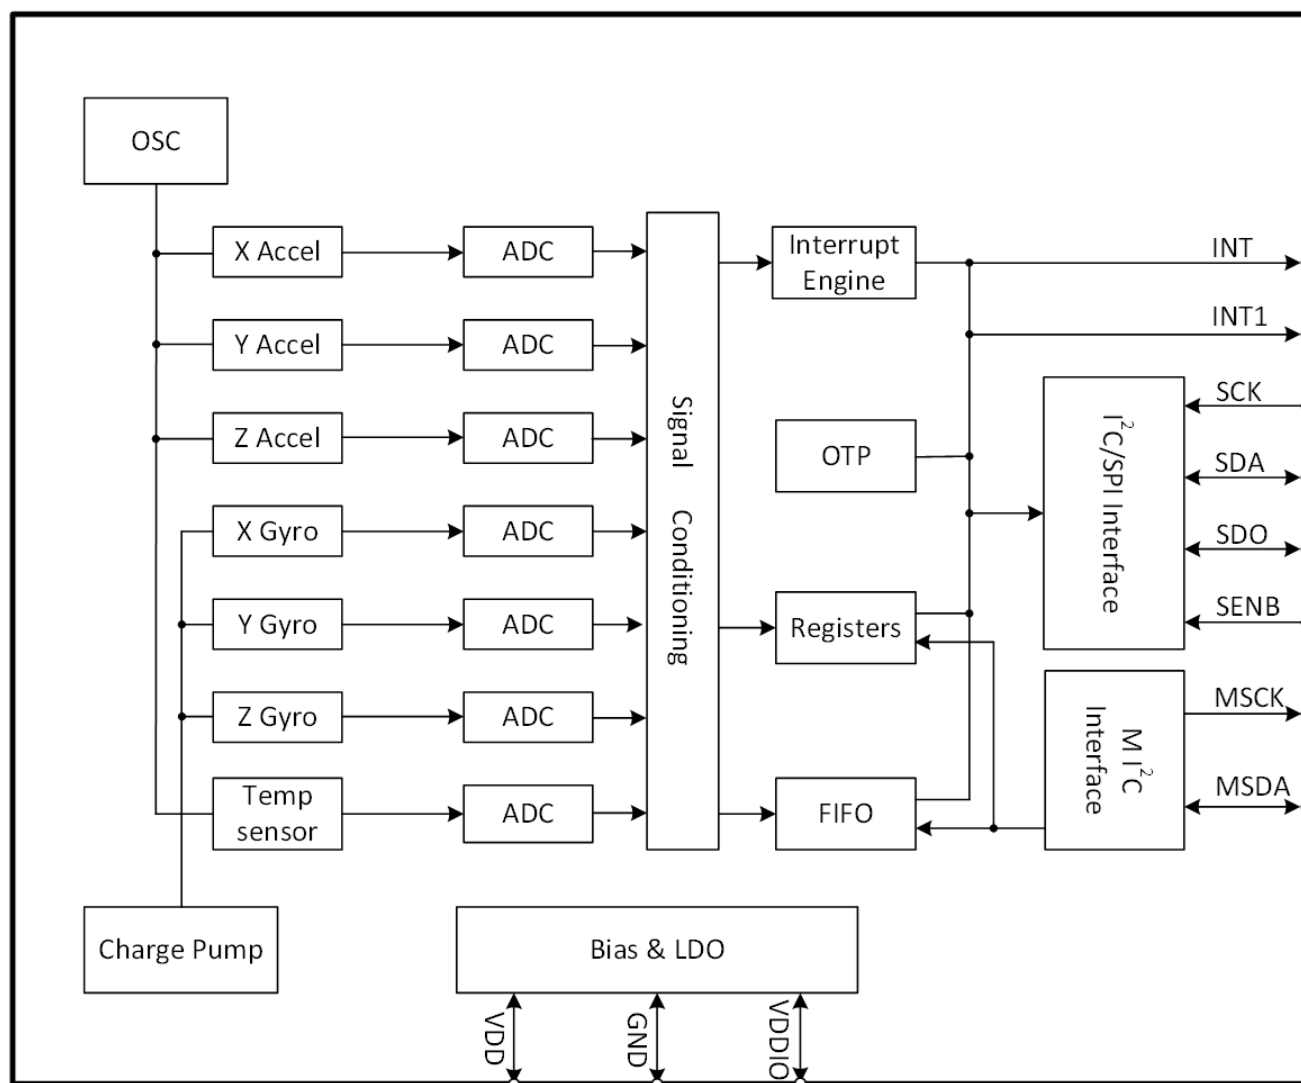 OSC
X Accel
ADC
Interrupt
Engine
INT
Y Accel
ADC
INT1
Z Accel
ADC
Signal Conditioning
OTP
I²C/SPI Interface
SCK
SDA
X Gyro
ADC
SDO
Y Gyro
ADC
Registers
SENB
Z Gyro
ADC
M I²C
Interface
MSCK
Temp
sensor
ADC
FIFO
MSDA
Charge Pump
Bias & LDO
VDD
GND
VDDIO